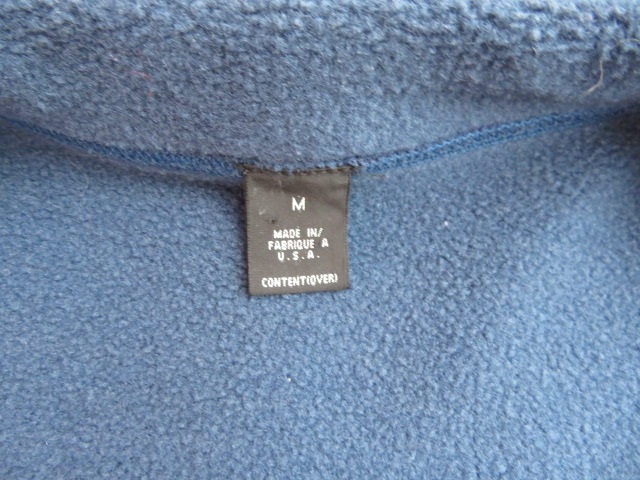 M
MADE IN/
FABRIQUE A
U.S.A.
CONTENT(OVER)